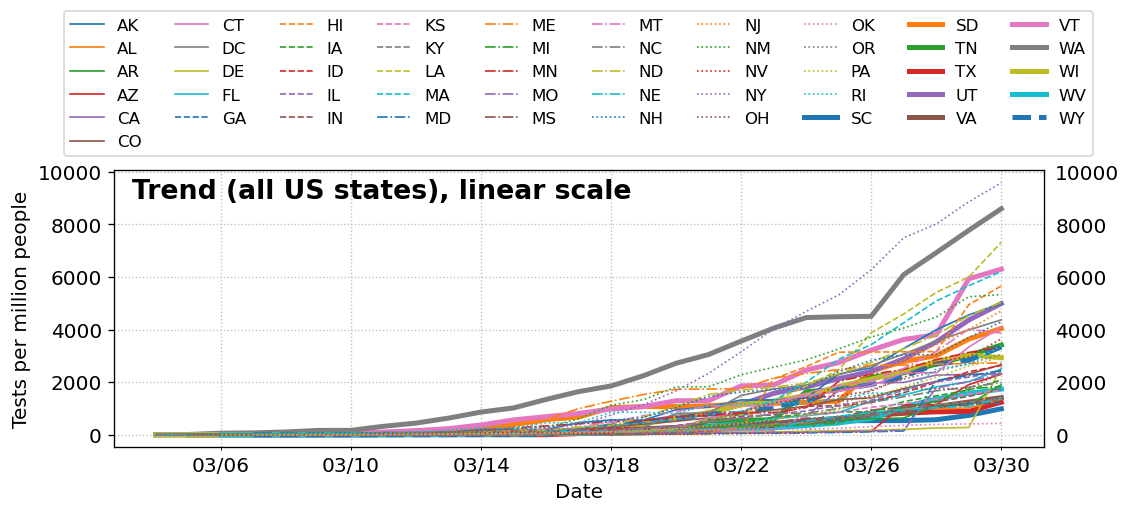 AK CT HI KS ME MT NJ OK SD VT
AL DC IA KY MI NC NM OR TN WA
AR DE ID LA MN ND NV PA TX WI
AZ FL IL MA MO NE NY RI UT WV
CA GA IN MD MS NH OH SC VA WY
CO
Trend (all US states), linear scale
Tests per million people
10000 10000
8000 8000
6000 6000
4000 4000
2000 2000
0 0
03/06 03/10 03/14 03/18 03/22 03/26 03/30
Date